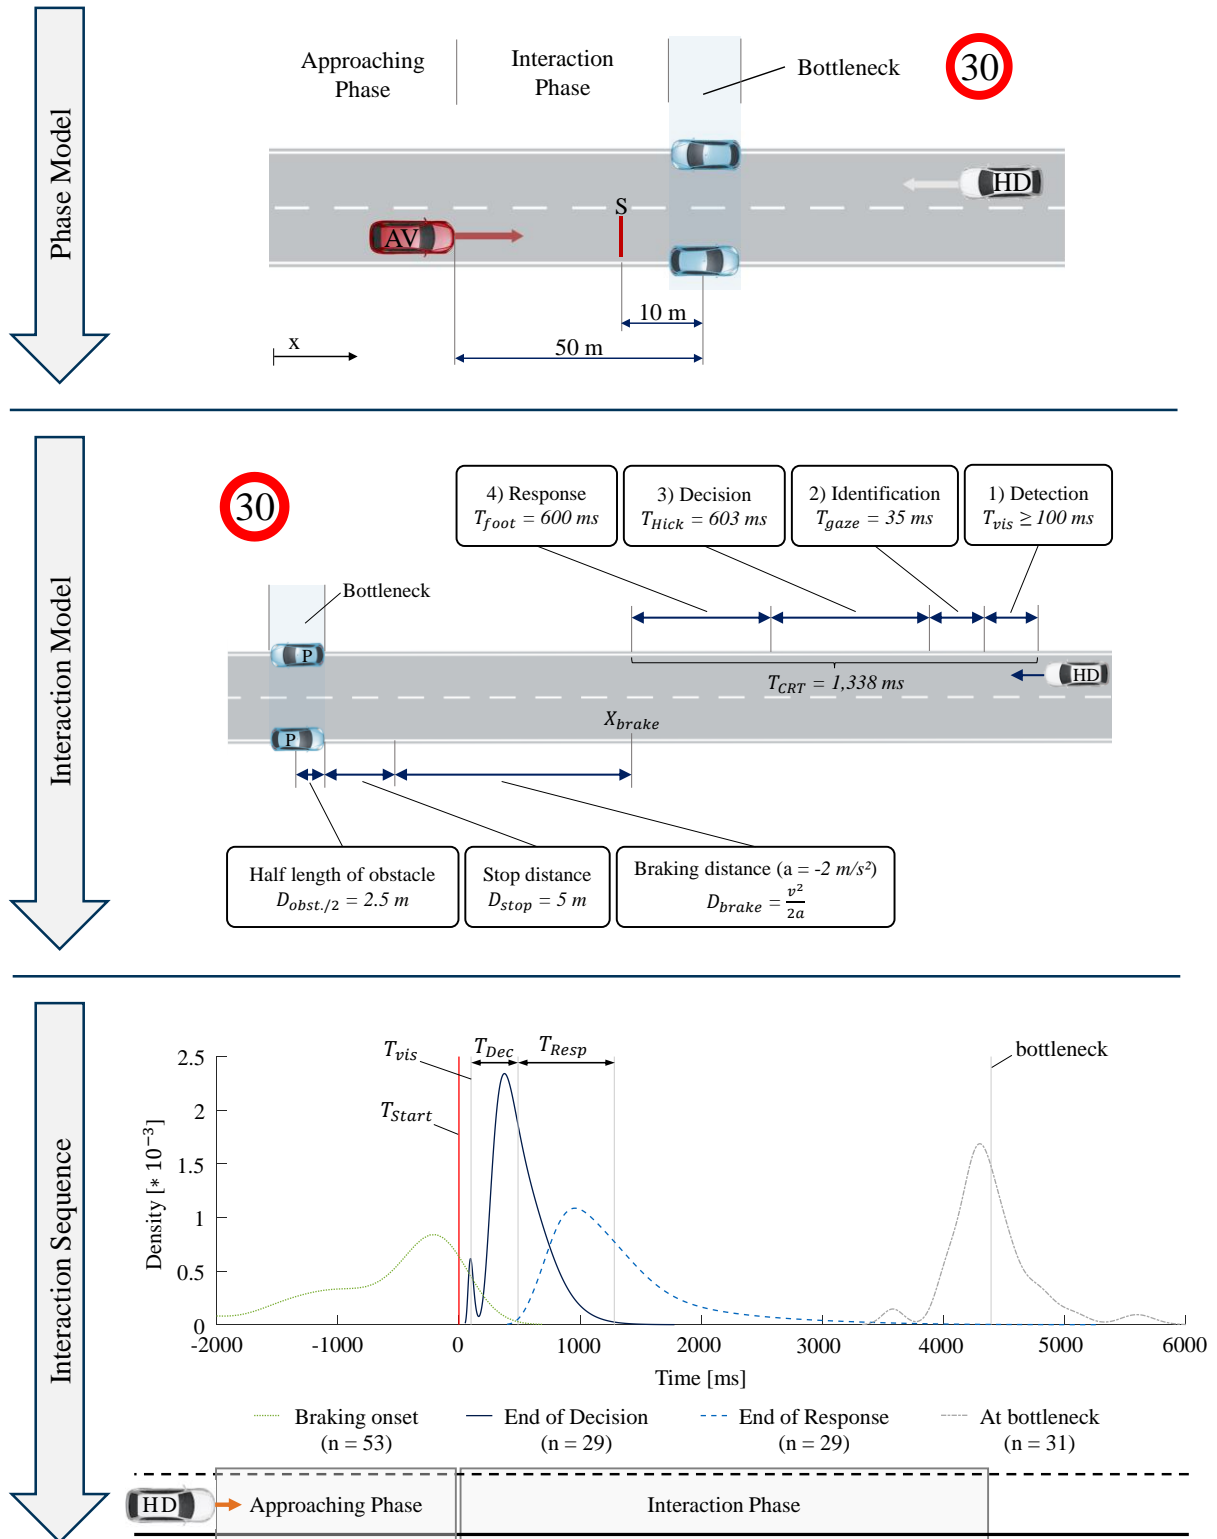 Phase Model
Approaching
Phase
Interaction
Phase
Bottleneck
30
HD
S
AV
10 m
50 m
x
Interaction Model
30
4) Response
T_foot = 600 ms
3) Decision
T_Hick = 603 ms
2) Identification
T_gaze = 35 ms
1) Detection
T_vis ≥ 100 ms
Bottleneck
P
HD
T_CRT = 1,338 ms
X_brake
P
Half length of obstacle
D_obst./2 = 2.5 m
Stop distance
D_stop = 5 m
Braking distance (a = -2 m/s²)
D_brake = v²/2a
Interaction Sequence
T_vis
T_Dec
T_Resp
bottleneck
T_Start
Density [* 10⁻³]
2.5
2
1.5
1
0.5
0
-2000 -1000 0 1000 2000 3000 4000 5000 6000
Time [ms]
Braking onset
(n = 53)
End of Decision
(n = 29)
End of Response
(n = 29)
At bottleneck
(n = 31)
HD
Approaching Phase
Interaction Phase